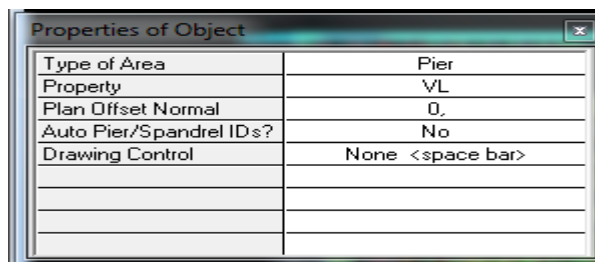 Properties of Object
Type of Area Pier
Property VL
Plan Offset Normal 0,
Auto Pier/Spandrel IDs? No
Drawing Control None <space bar>